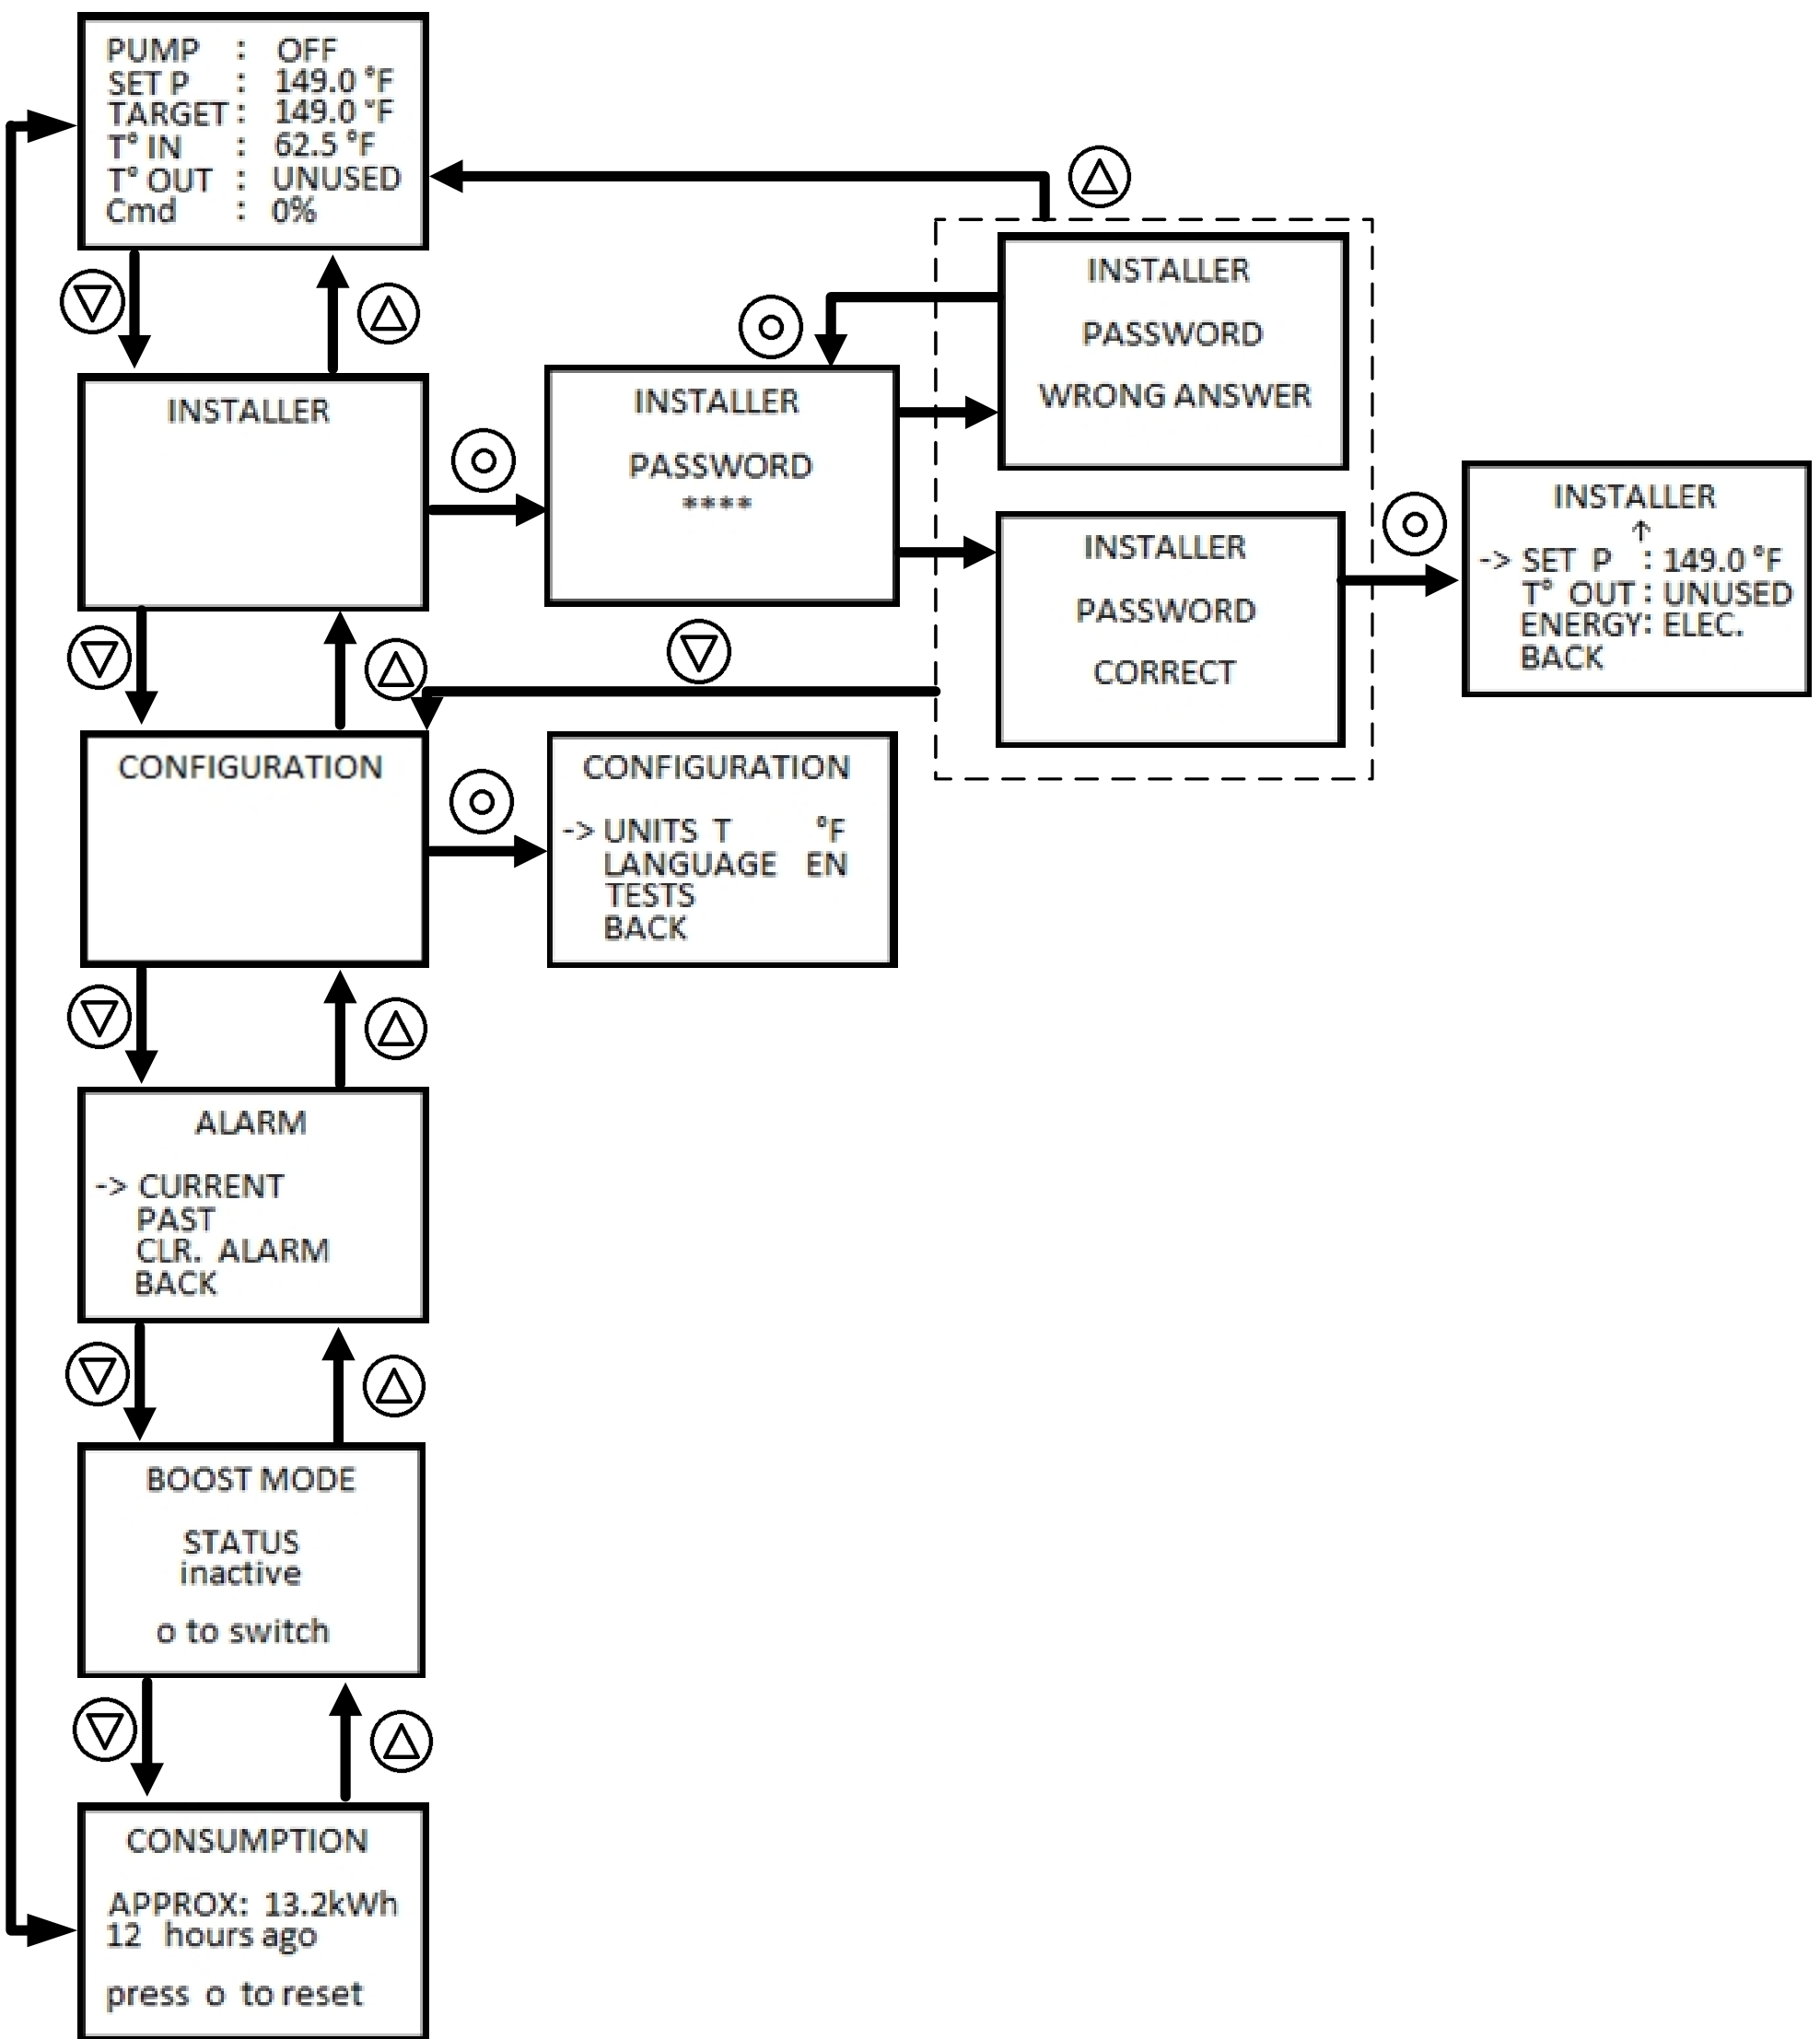 PUMP : OFF
SET P : 149.0 °F
TARGET : 149.0 °F
T° IN : 62.5 °F
T° OUT : UNUSED
Cmd : 0%
INSTALLER
INSTALLER
PASSWORD
****
INSTALLER
PASSWORD
WRONG ANSWER
INSTALLER
PASSWORD
CORRECT
INSTALLER
↑
-> SET P : 149.0 °F
T° OUT : UNUSED
ENERGY: ELEC.
BACK
CONFIGURATION
CONFIGURATION
-> UNITS T °F
LANGUAGE EN
TESTS
BACK
ALARM
-> CURRENT
PAST
CLR. ALARM
BACK
BOOST MODE
STATUS
inactive
o to switch
CONSUMPTION
APPROX: 13.2kWh
12 hours ago
press o to reset